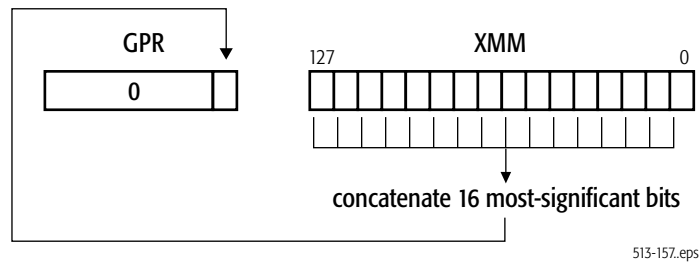 GPR
XMM
127
0
0
concatenate 16 most-significant bits
513-157..eps